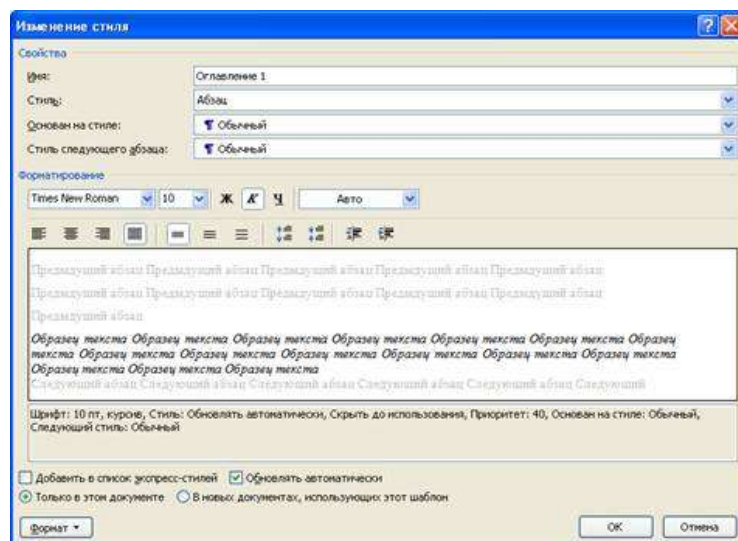 Изменение стиля
Свойства
Имя: Оглавление 1
Стиль: Абзац
Основан на стиле: ¶ Обычный
Стиль следующего абзаца: ¶ Обычный
Форматирование
Times New Roman 10 Ж К Ч Авто
Предыдущий абзац Предыдущий абзац Предыдущий абзац Предыдущий абзац Предыдущий абзац
Предыдущий абзац Предыдущий абзац Предыдущий абзац Предыдущий абзац Предыдущий абзац
Предыдущий абзац
Образец текста Образец текста Образец текста Образец текста Образец текста Образец текста Образец
текста Образец текста Образец текста Образец текста Образец текста Образец текста Образец текста
Образец текста Образец текста Образец текста
Следующий абзац Следующий абзац Следующий абзац Следующий абзац Следующий абзац Следующий
Шрифт: 10 пт, курсив, Стиль: Обновлять автоматически, Скрыть до использования, Приоритет: 40, Основан на стиле: Обычный,
Следующий стиль: Обычный
Добавить в список экспресс-стилей Обновлять автоматически
Только в этом документе В новых документах, использующих этот шаблон
Формат ОК Отмена